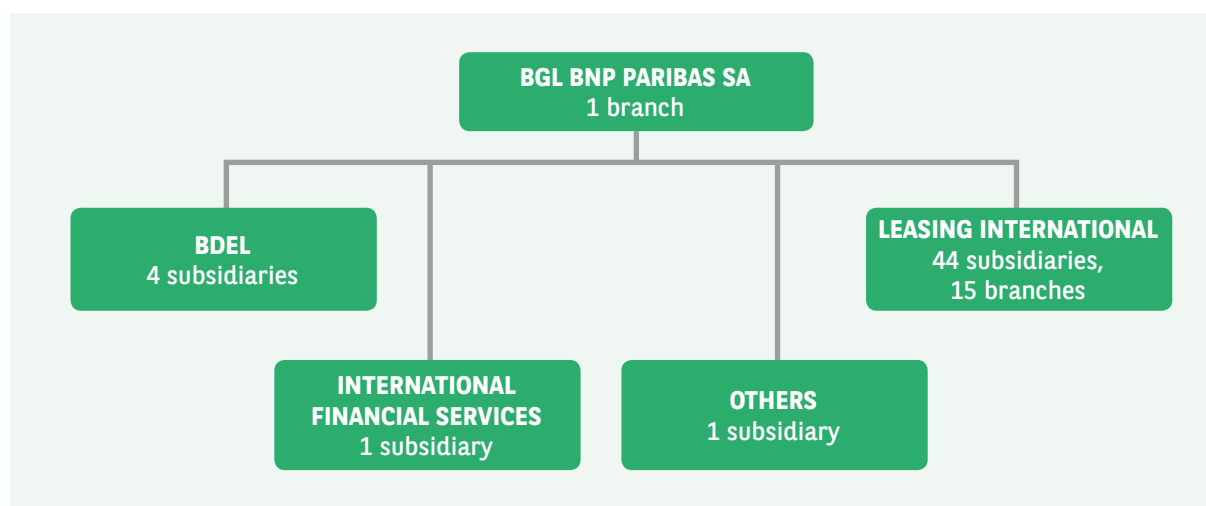 BGL BNP PARIBAS SA
1 branch
BDEL
4 subsidiaries
LEASING INTERNATIONAL
44 subsidiaries,
15 branches
INTERNATIONAL
FINANCIAL SERVICES
1 subsidiary
OTHERS
1 subsidiary